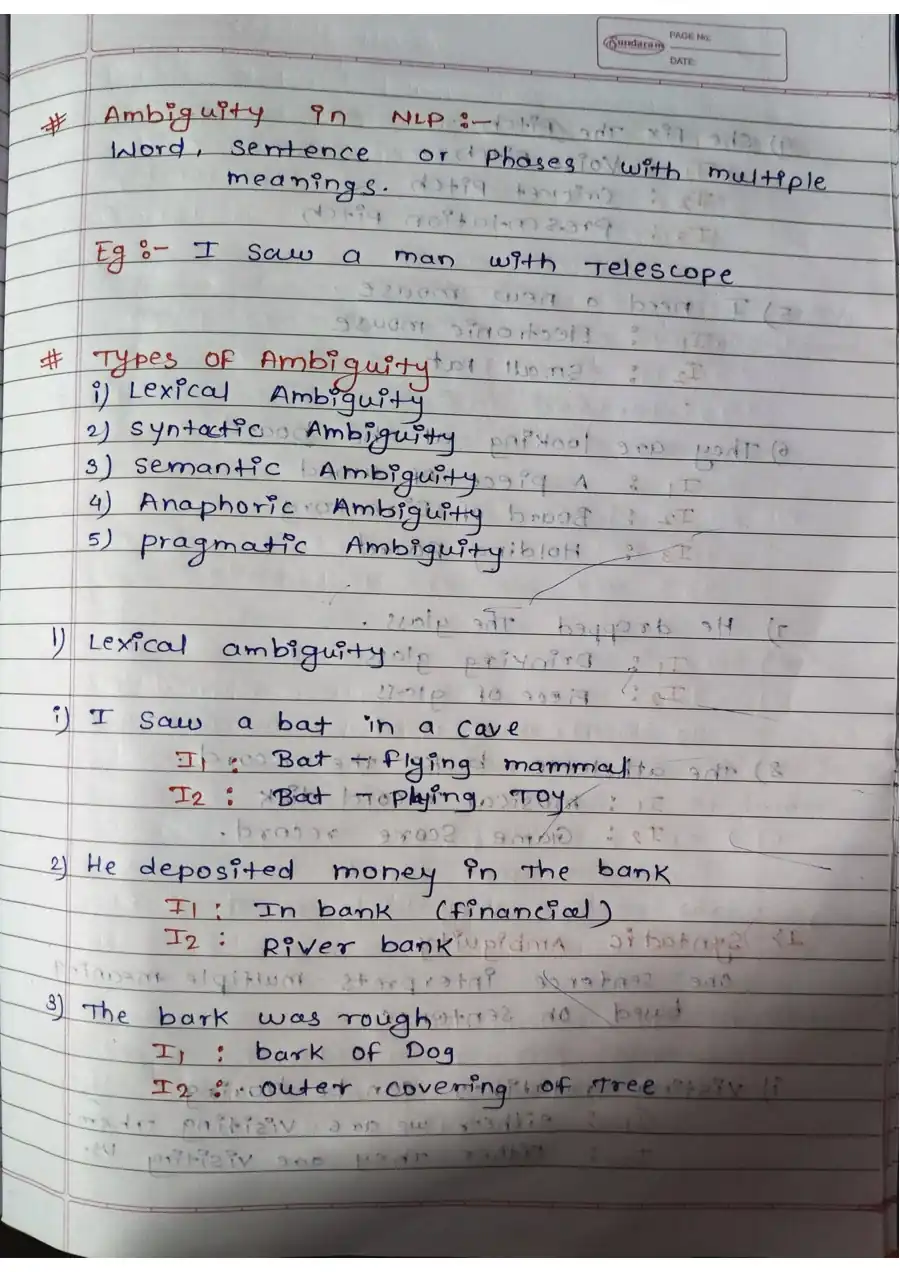 Sundaram
PAGE No.
DATE:
# Ambiguity in NLP :-
Word, sentence or Phases with multiple
meanings.
Eg :- I saw a man with Telescope
# Types of Ambiguity
i) Lexical Ambiguity
2) syntactic Ambiguity
3) semantic Ambiguity
4) Anaphoric Ambiguity
5) pragmatic Ambiguity
1) Lexical ambiguity
i) I saw a bat in a cave
I1 : Bat → flying mammal
I2 : Bat → plying Toy
2) He deposited money in the bank
I1 : In bank (financial)
I2 : River bank
3) The bark was rough
I1 : bark of Dog
I2 : outer covering of tree